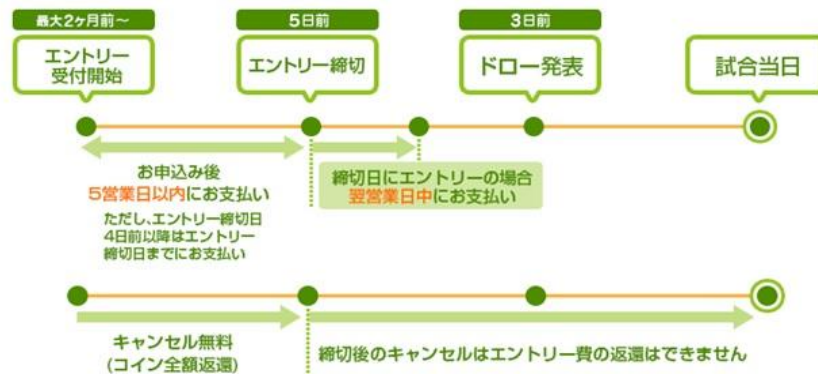 最大2ヶ月前～
5日前
3日前
エントリー
受付開始
エントリー締切
ドロー発表
試合当日
お申込み後
5営業日以内にお支払い
ただし、エントリー締切日
4日前以降はエントリー
締切日までにお支払い
締切日にエントリーの場合
翌営業日中にお支払い
キャンセル無料
(コイン全額返還)
締切後のキャンセルはエントリー費の返還はできません